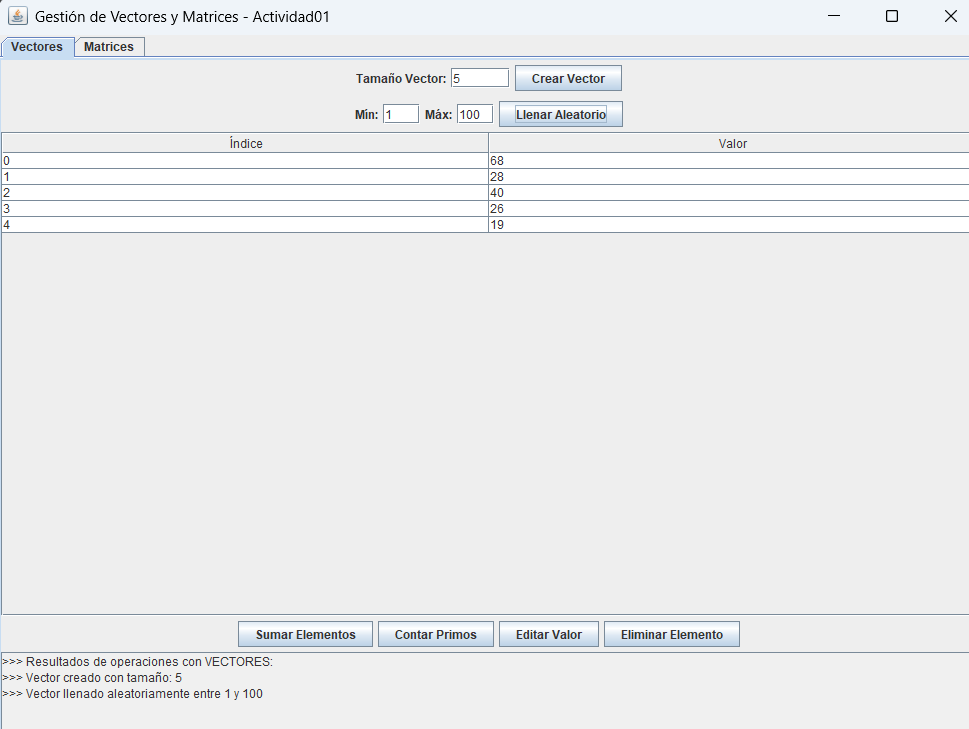 Gestión de Vectores y Matrices - Actividad01
Vectores Matrices
Tamaño Vector: 5 Crear Vector
Mín: 1 Máx: 100 Llenar Aleatorio
Índice Valor
0 68
1 28
2 40
3 26
4 19
Sumar Elementos Contar Primos Editar Valor Eliminar Elemento
>>> Resultados de operaciones con VECTORES:
>>> Vector creado con tamaño: 5
>>> Vector llenado aleatoriamente entre 1 y 100